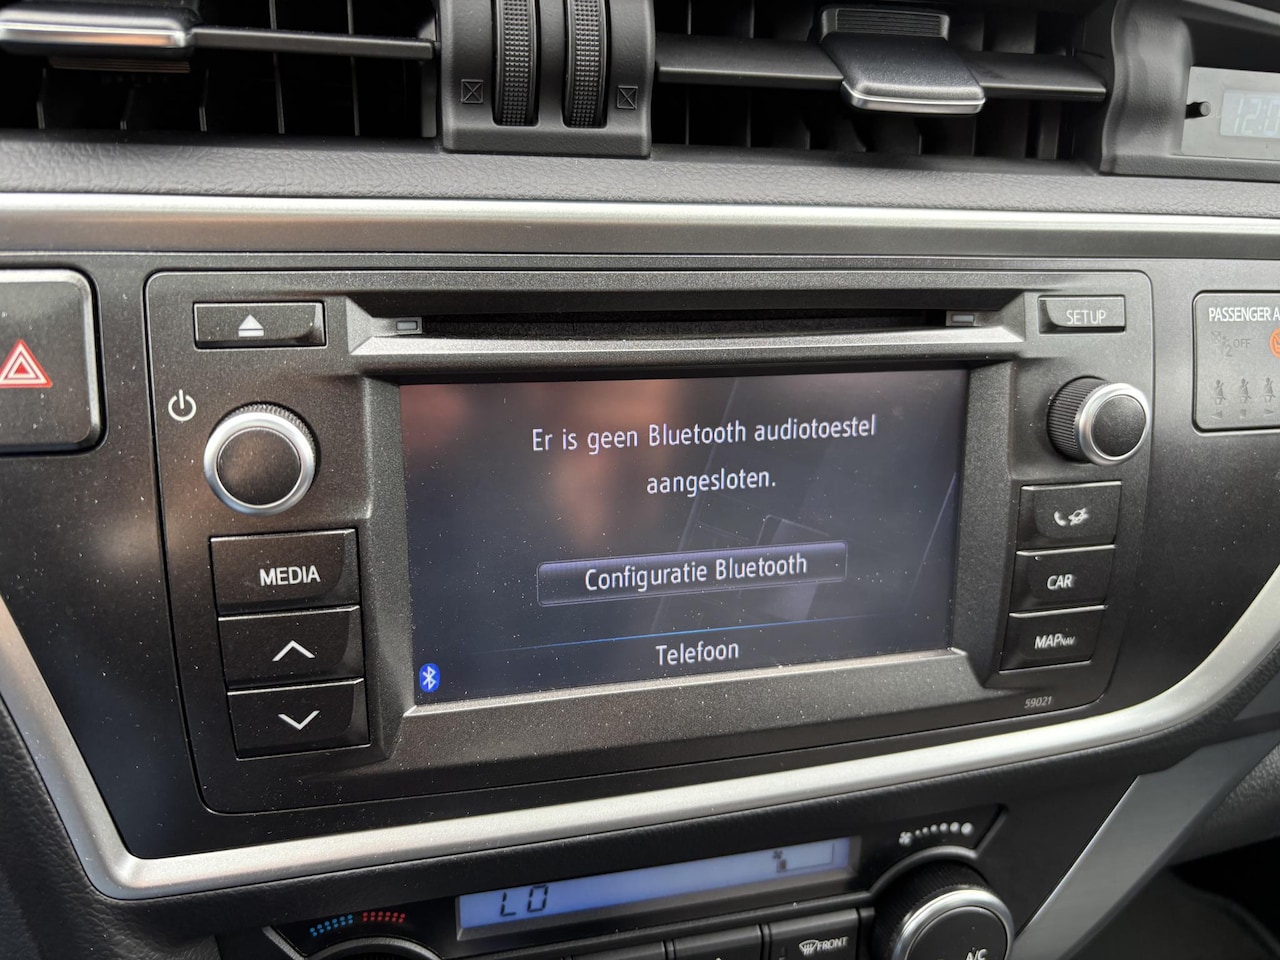 PASSENGER A
OFF
2
SETUP
Er is geen Bluetooth audiotoestel
aangesloten.
MEDIA
Configuratie Bluetooth
CAR
Telefoon
MAP NAV
59021
LO
FRONT
A/C